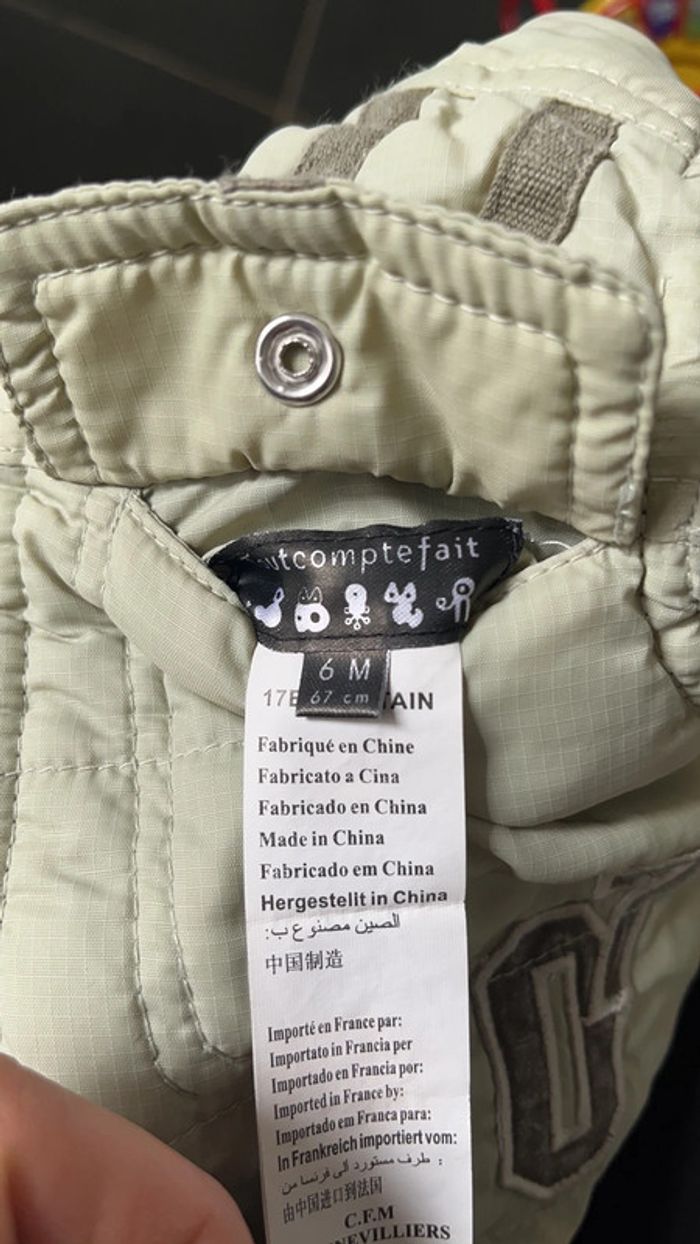 utcomptefait
6 M
67 cm
Fabriqué en Chine
Fabricato a Cina
Fabricado en China
Made in China
Fabricado em China
Hergestellt in China
الصين مصنوع ب:
中国制造
Importé en France par:
Importato in Francia per
Importado en Francia por:
Imported in France by:
Importado em Franca para:
In Frankreich importiert vom:
طرف مستورد الى فرنسا من :
由中国进口到法国
C.F.M
NEVILLIERS